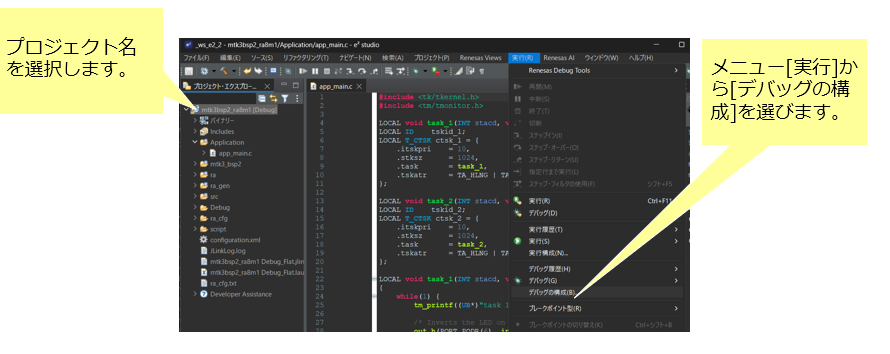 プロジェクト名
を選択します。
メニュー[実行]か
ら[デバッグの構
成]を選びます。
_ws_e2_2 - mtk3bsp2_ra8m1/Application/app_main.c - e² studio
ファイル(F) 編集(E) ソース(S) リファクタリング(T) ナビゲート(N) 検索(A) プロジェクト(P) Renesas Views 実行(R) Renesas AI ウィンドウ(W) ヘルプ(H)
プロジェクト・エクスプロー...
mtk3bsp2_ra8m1 [Debug]
バイナリー
Includes
Application
app_main.c
mtk3_bsp2
ra
ra_gen
src
Debug
ra_cfg
script
configuration.xml
JLinkLog.log
mtk3bsp2_ra8m1 Debug_Flat.jlin
mtk3bsp2_ra8m1 Debug_Flat.lau
ra_cfg.txt
Developer Assistance
app_main.c
1 #include <tk/tkernel.h>
2 #include <tm/tmonitor.h>
3
4 LOCAL void task_1(INT stacd, v
5 LOCAL ID tskid_1;
6 LOCAL T_CTSK ctsk_1 = {
7 .itskpri = 10,
8 .stksz = 1024,
9 .task = task_1,
10 .tskatr = TA_HLNG | TA
11 };
12
13 LOCAL void task_2(INT stacd, v
14 LOCAL ID tskid_2;
15 LOCAL T_CTSK ctsk_2 = {
16 .itskpri = 10,
17 .stksz = 1024,
18 .task = task_2,
19 .tskatr = TA_HLNG | TA
20 };
21
22 LOCAL void task_1(INT stacd, v
23 {
24 while(1) {
25 tm_printf((UB*)"task 1
26
27 /* Inverts the LED on
28
Renesas Debug Tools
再開(M)
中断(S)
終了(T)
切断
ステップイン(I)
ステップ・オーバー(O)
ステップ・リターン(U)
指定行まで実行(L)
ステップ・フィルタの使用(F) シフト+F5
実行(R) Ctrl+F11
デバッグ(D)
実行履歴(T)
実行(S)
実行構成(N)...
デバッグ履歴(H)
デバッグ(G)
デバッグの構成(B)...
ブレークポイント型(R)
ブレークポイントの切り替え(K) Ctrl+シフト+B